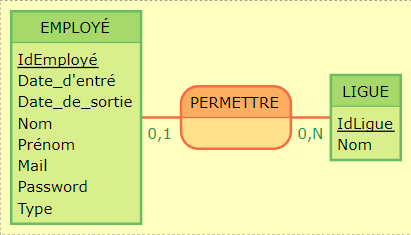 EMPLOYÉ
IdEmployé
Date_d'entré
Date_de_sortie
Nom
Prénom
Mail
Password
Type
0,1
PERMETTRE
0,N
LIGUE
IdLigue
Nom